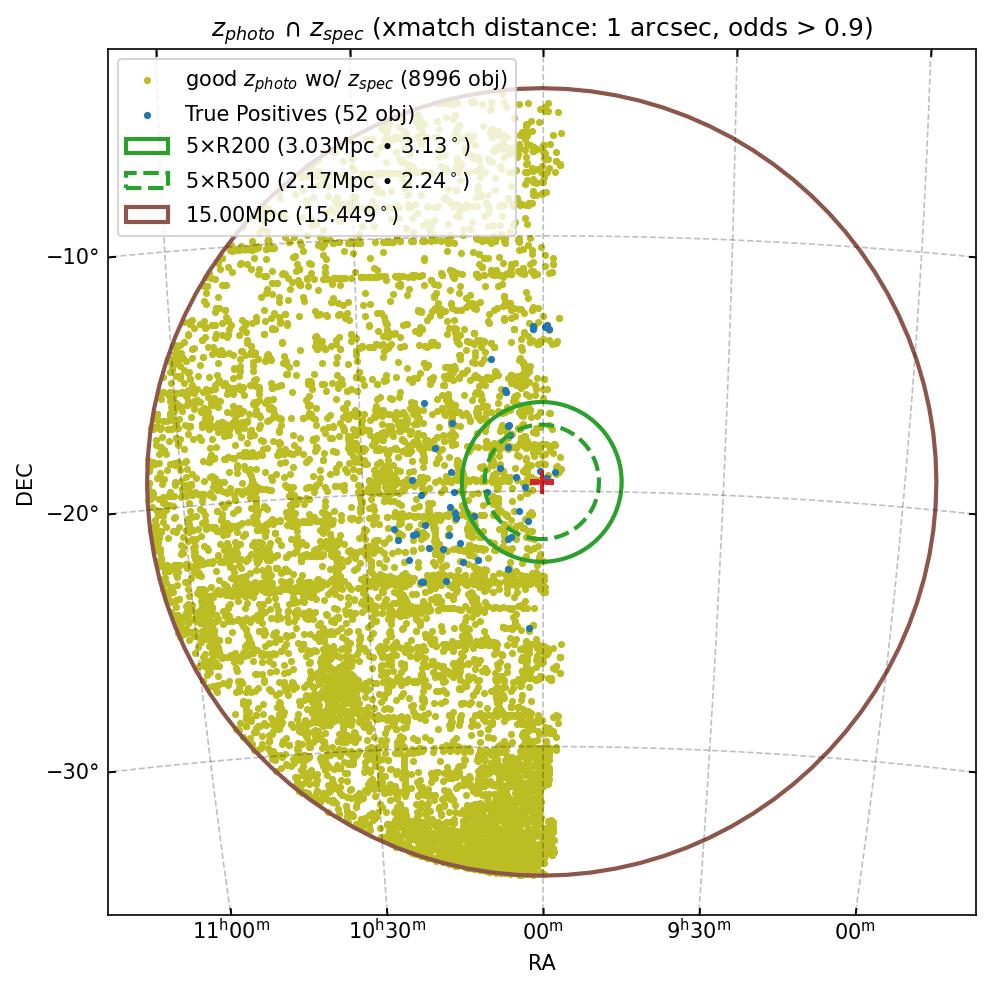 z_photo ∩ z_spec (xmatch distance: 1 arcsec, odds > 0.9)
good z_photo wo/ z_spec (8996 obj)
True Positives (52 obj)
5×R200 (3.03Mpc • 3.13°)
5×R500 (2.17Mpc • 2.24°)
15.00Mpc (15.449°)
−10°
−20°
−30°
DEC
11h00m 10h30m 00m 9h30m 00m
RA